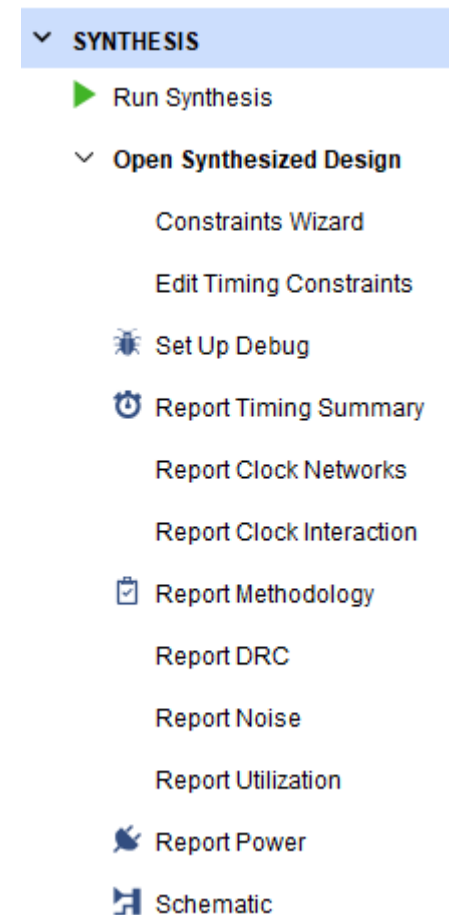 SYNTHESIS
Run Synthesis
Open Synthesized Design
Constraints Wizard
Edit Timing Constraints
Set Up Debug
Report Timing Summary
Report Clock Networks
Report Clock Interaction
Report Methodology
Report DRC
Report Noise
Report Utilization
Report Power
Schematic